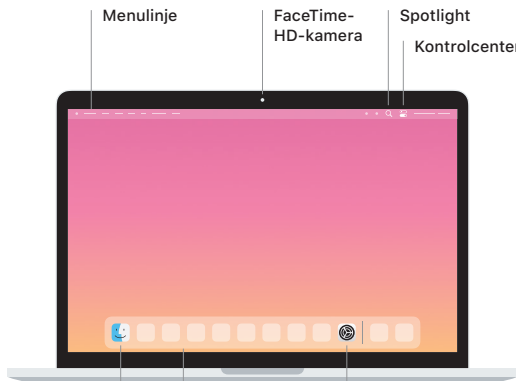 Menulinje
FaceTime-
HD-kamera
Spotlight
Kontrolcenter